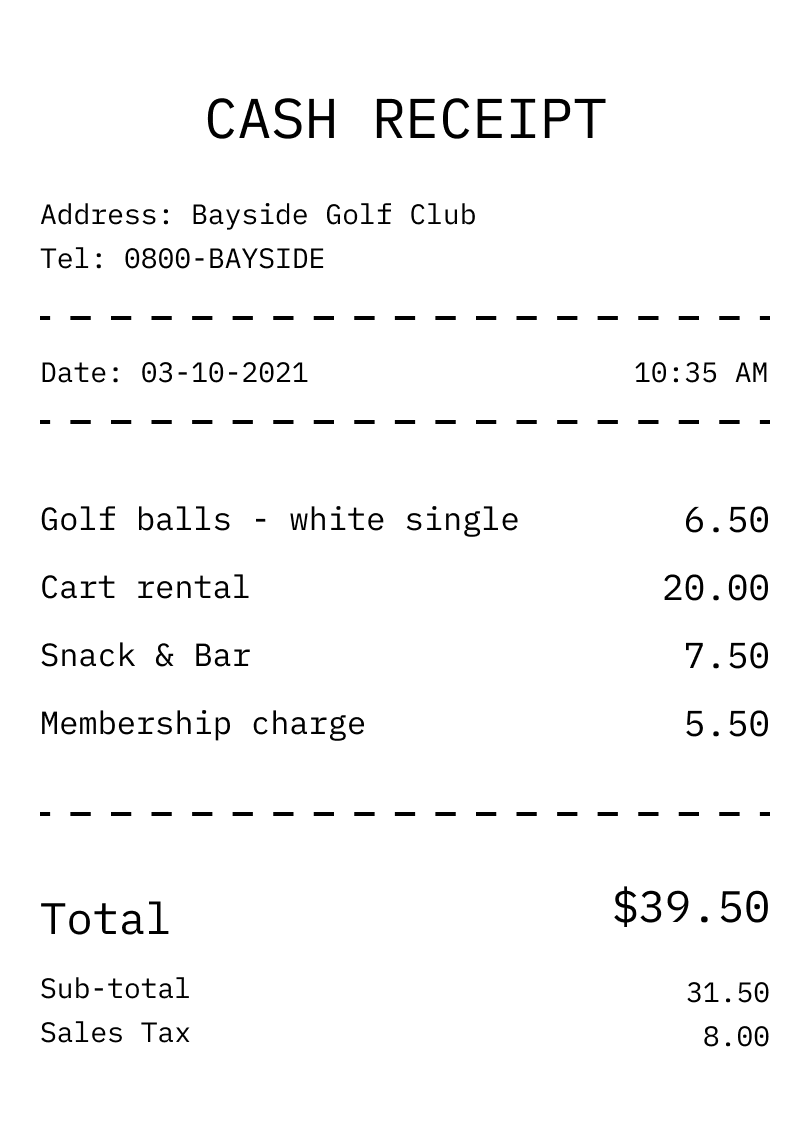 CASH RECEIPT
Address: Bayside Golf Club
Tel: 0800-BAYSIDE
Date: 03-10-2021 10:35 AM
Golf balls - white single 6.50
Cart rental 20.00
Snack & Bar 7.50
Membership charge 5.50
Total $39.50
Sub-total 31.50
Sales Tax 8.00